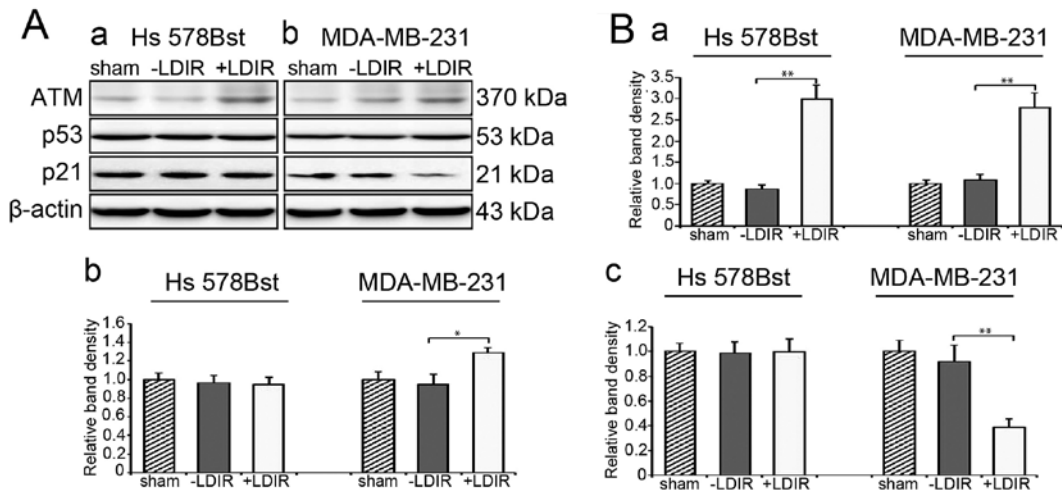 A
a Hs 578Bst b MDA-MB-231
sham -LDIR +LDIR sham -LDIR +LDIR
ATM 370 kDa
p53 53 kDa
p21 21 kDa
β-actin 43 kDa
B
a
Hs 578Bst MDA-MB-231
Relative band density
3.5
3.0
2.5
2.0
1.5
1.0
0.5
0
** **
sham -LDIR +LDIR sham -LDIR +LDIR
b
Hs 578Bst MDA-MB-231
Relative band density
1.6
1.4
1.2
1.0
0.8
0.6
0.4
0.2
0
*
sham -LDIR +LDIR sham -LDIR +LDIR
c
Hs 578Bst MDA-MB-231
Relative band density
1.2
1.0
0.8
0.6
0.4
0.2
0
**
sham -LDIR +LDIR sham -LDIR +LDIR